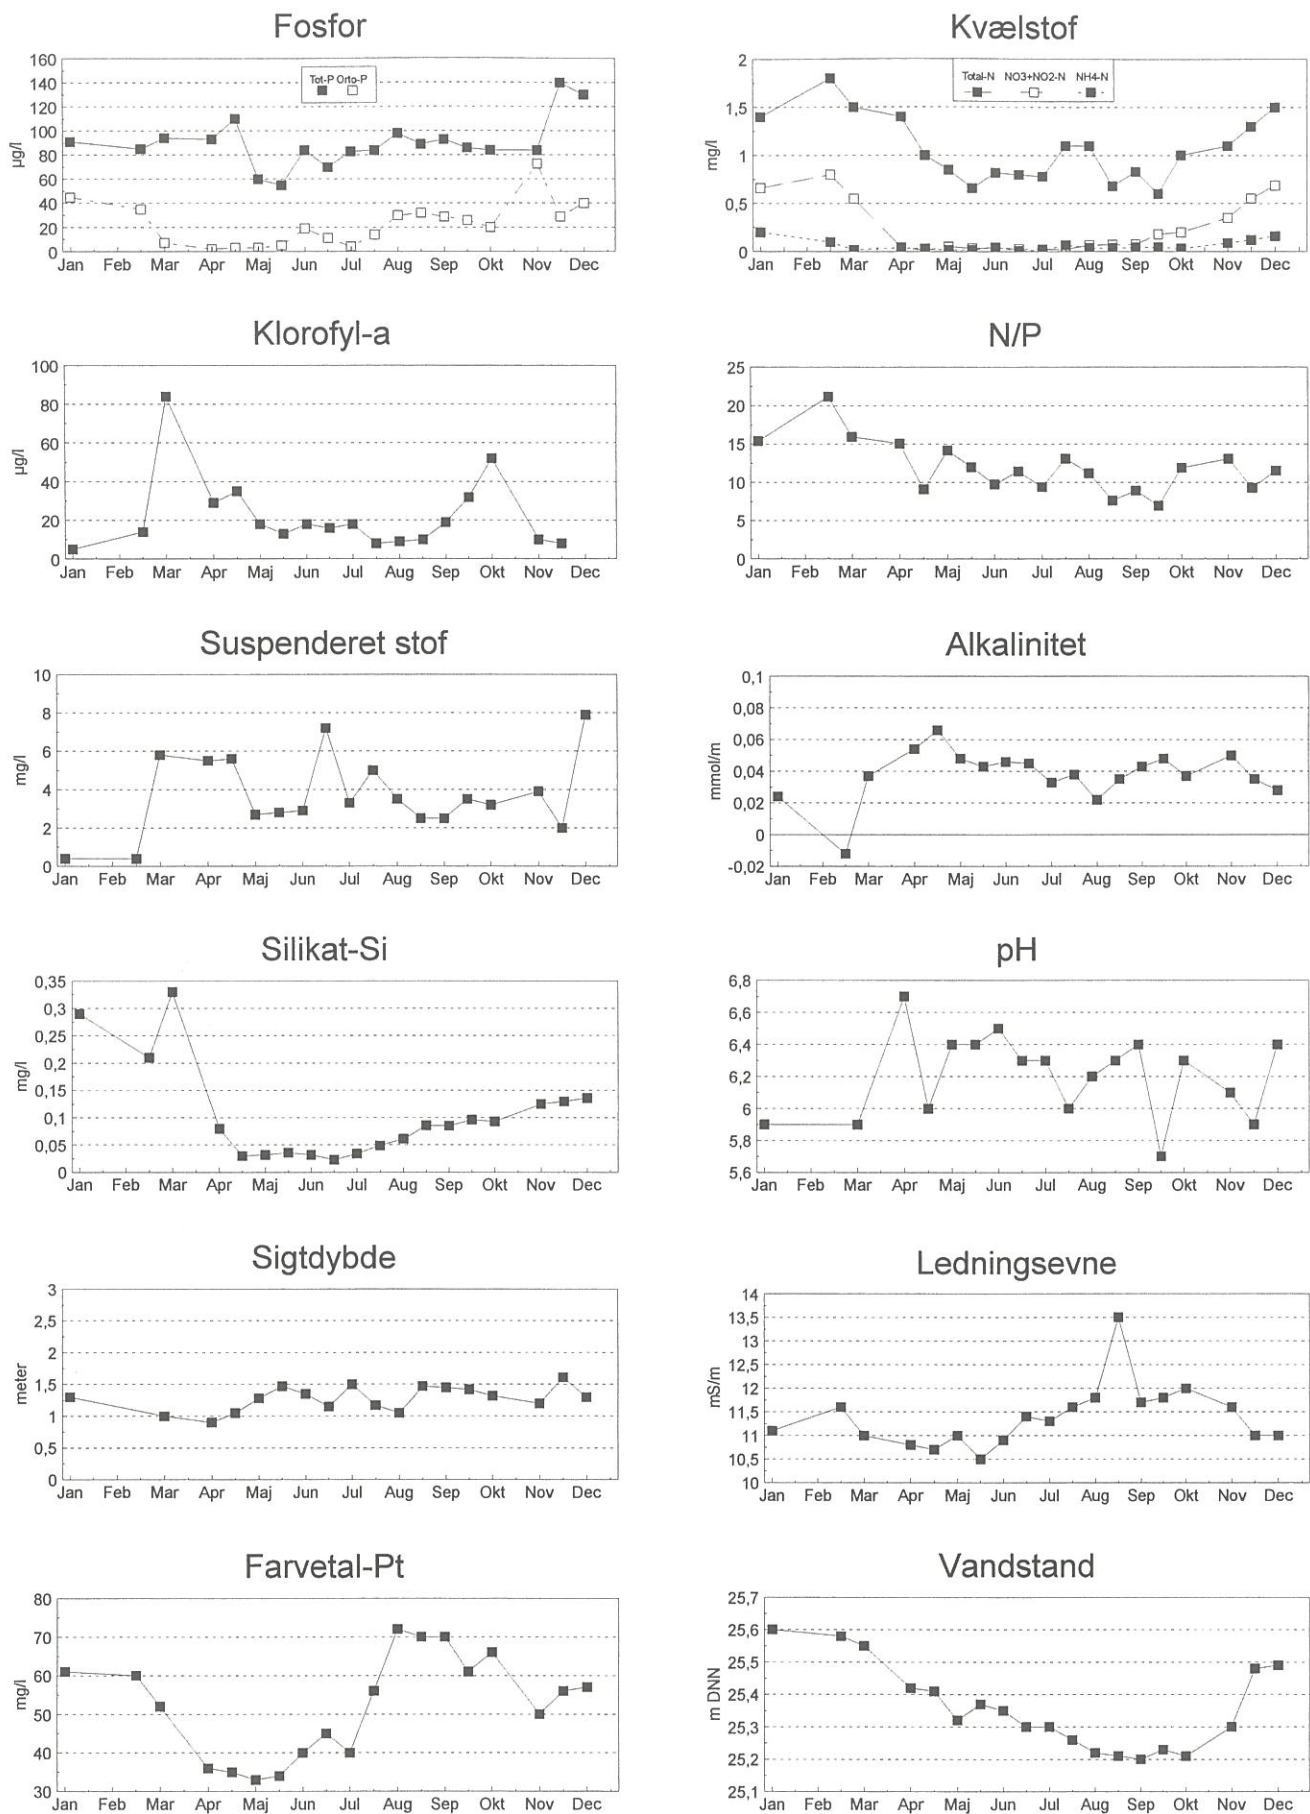 Fosfor
160
140
120
100
80
60
40
20
0
µg/l
Tot-P Orto-P
Jan Feb Mar Apr Maj Jun Jul Aug Sep Okt Nov Dec
Kvælstof
2
1,5
1
0,5
0
mg/l
Total-N NO3+NO2-N NH4-N
Jan Feb Mar Apr Maj Jun Jul Aug Sep Okt Nov Dec
Klorofyl-a
100
80
60
40
20
0
µg/l
Jan Feb Mar Apr Maj Jun Jul Aug Sep Okt Nov Dec
N/P
25
20
15
10
5
0
Jan Feb Mar Apr Maj Jun Jul Aug Sep Okt Nov Dec
Suspenderet stof
10
8
6
4
2
0
mg/l
Jan Feb Mar Apr Maj Jun Jul Aug Sep Okt Nov Dec
Alkalinitet
0,1
0,08
0,06
0,04
0,02
0
-0,02
mmol/m
Jan Feb Mar Apr Maj Jun Jul Aug Sep Okt Nov Dec
Silikat-Si
0,35
0,3
0,25
0,2
0,15
0,1
0,05
0
mg/l
Jan Feb Mar Apr Maj Jun Jul Aug Sep Okt Nov Dec
pH
6,8
6,6
6,4
6,2
6
5,8
5,6
Jan Feb Mar Apr Maj Jun Jul Aug Sep Okt Nov Dec
Sigtdybde
3
2,5
2
1,5
1
0,5
0
meter
Jan Feb Mar Apr Maj Jun Jul Aug Sep Okt Nov Dec
Ledningsevne
14
13,5
13
12,5
12
11,5
11
10,5
10
mS/m
Jan Feb Mar Apr Maj Jun Jul Aug Sep Okt Nov Dec
Farvetal-Pt
80
70
60
50
40
30
mg/l
Jan Feb Mar Apr Maj Jun Jul Aug Sep Okt Nov Dec
Vandstand
25,7
25,6
25,5
25,4
25,3
25,2
25,1
m DNN
Jan Feb Mar Apr Maj Jun Jul Aug Sep Okt Nov Dec